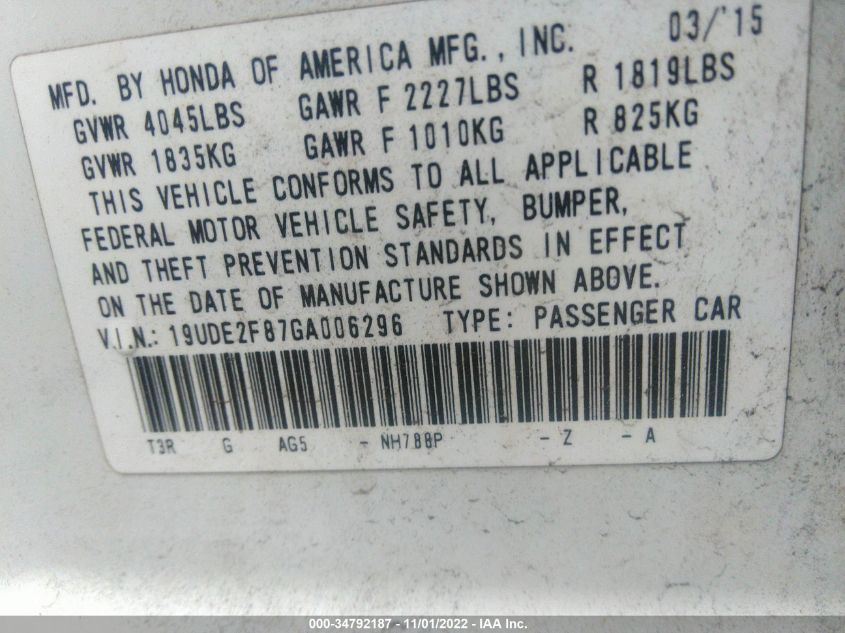 MFD. BY HONDA OF AMERICA MFG., INC. 03/'15
GVWR 4045LBS GAWR F 2227LBS R 1819LBS
GVWR 1835KG GAWR F 1010KG R 825KG
THIS VEHICLE CONFORMS TO ALL APPLICABLE
FEDERAL MOTOR VEHICLE SAFETY, BUMPER,
AND THEFT PREVENTION STANDARDS IN EFFECT
ON THE DATE OF MANUFACTURE SHOWN ABOVE.
V.I.N.: 19UDE2F87GA006296 TYPE: PASSENGER CAR
T3R G AG5 - NH788P - Z - A
000-34792187 - 11/01/2022 - IAA Inc.